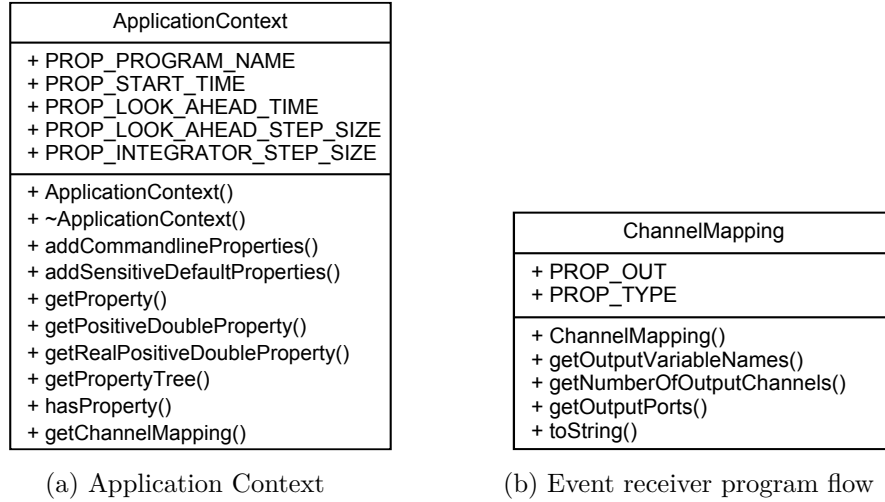 ApplicationContext
+ PROP_PROGRAM_NAME
+ PROP_START_TIME
+ PROP_LOOK_AHEAD_TIME
+ PROP_LOOK_AHEAD_STEP_SIZE
+ PROP_INTEGRATOR_STEP_SIZE
+ ApplicationContext()
+ ~ApplicationContext()
+ addCommandlineProperties()
+ addSensitiveDefaultProperties()
+ getProperty()
+ getPositiveDoubleProperty()
+ getRealPositiveDoubleProperty()
+ getPropertyTree()
+ hasProperty()
+ getChannelMapping()
(a) Application Context
ChannelMapping
+ PROP_OUT
+ PROP_TYPE
+ ChannelMapping()
+ getOutputVariableNames()
+ getNumberOfOutputChannels()
+ getOutputPorts()
+ toString()
(b) Event receiver program flow